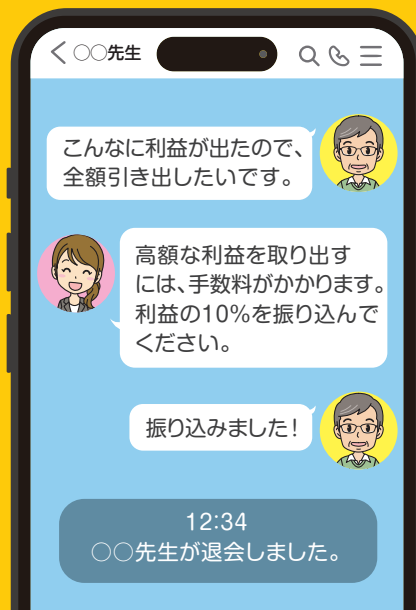 ○○先生
こんなに利益が出たので、
全額引き出したいです。
高額な利益を取り出す
には、手数料がかかります。
利益の10%を振り込んで
ください。
振り込みました!
12:34
○○先生が退会しました。